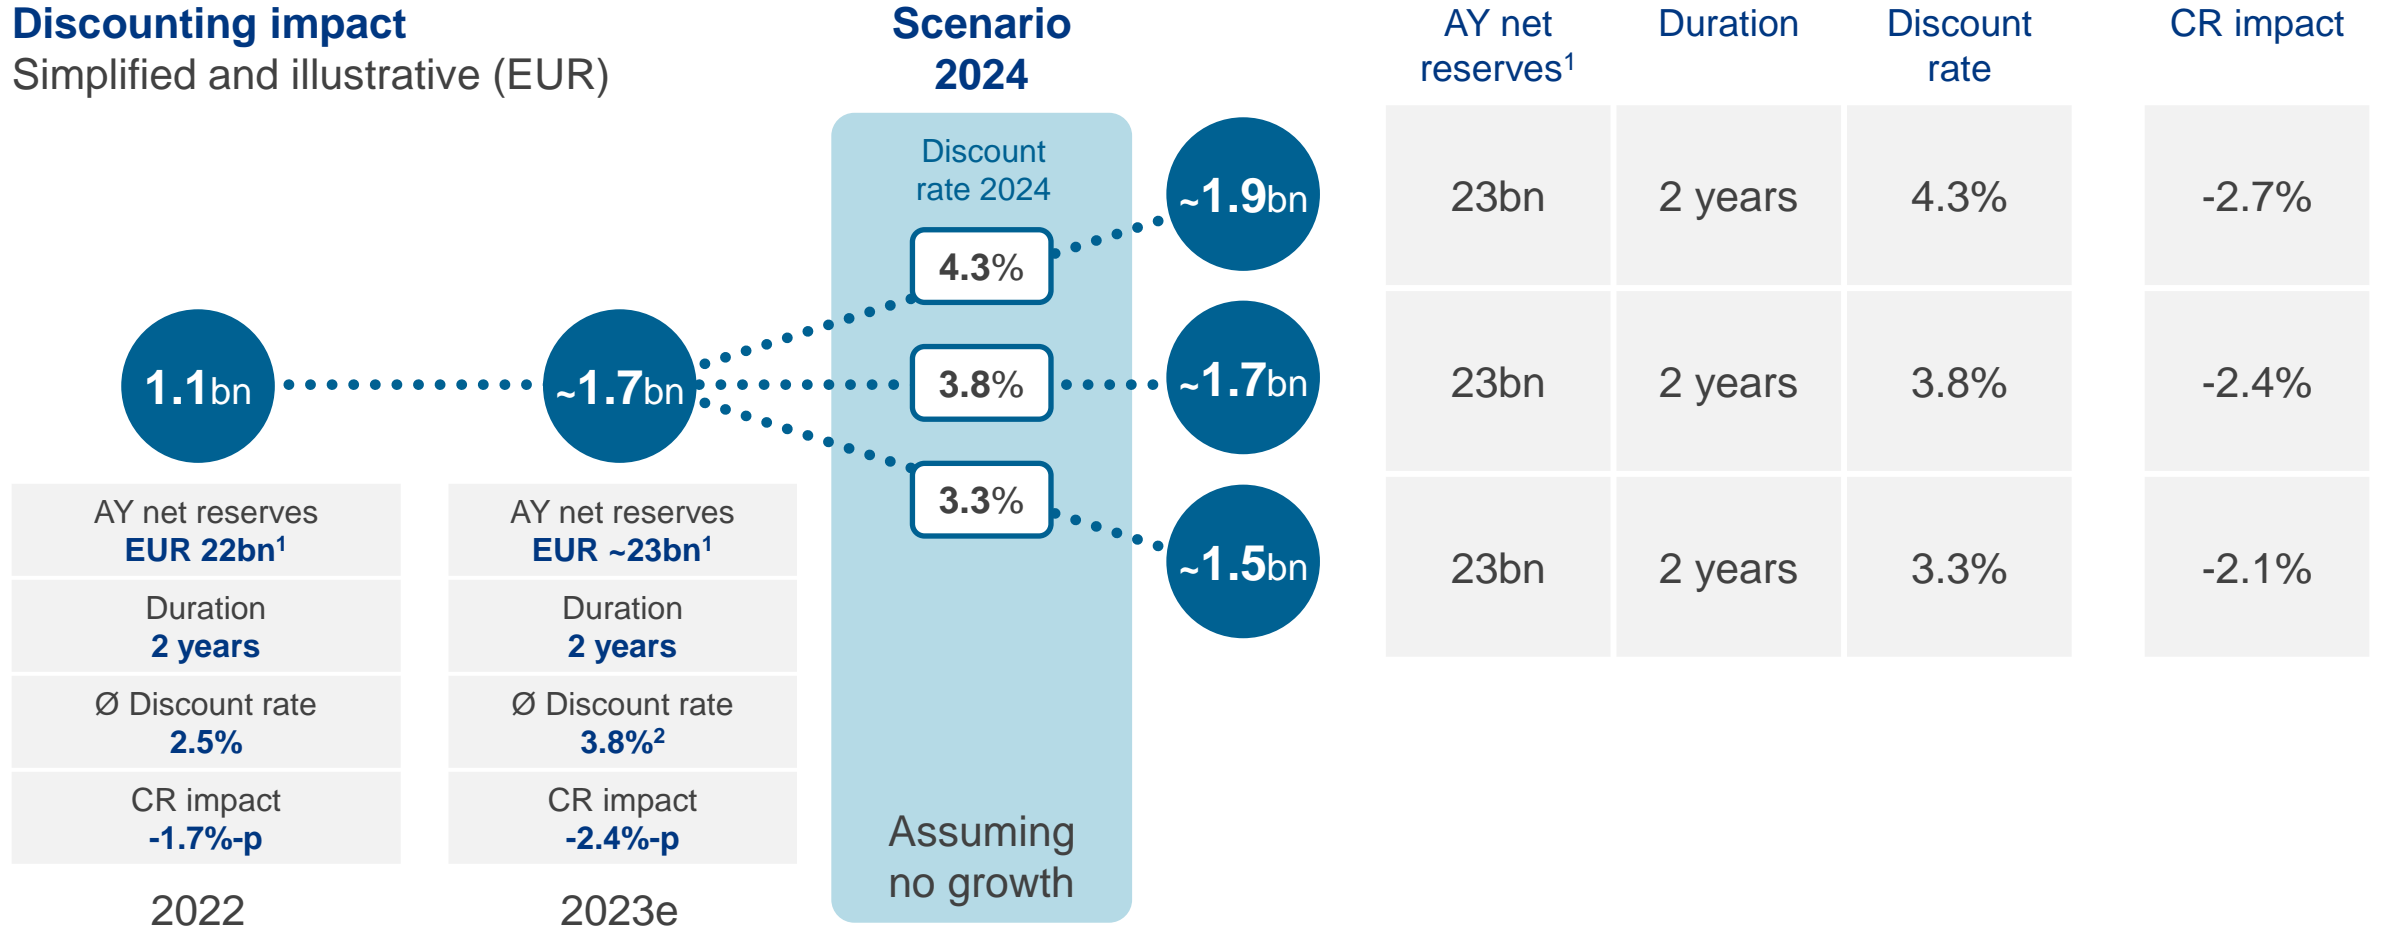 Discounting impact
Simplified and illustrative (EUR)
1.1bn
AY net reserves
EUR 22bn¹
Duration
2 years
Ø Discount rate
2.5%
CR impact
-1.7%-p
2022
~1.7bn
AY net reserves
EUR ~23bn¹
Duration
2 years
Ø Discount rate
3.8%²
CR impact
-2.4%-p
2023e
Scenario
2024
Discount
rate 2024
4.3%
3.8%
3.3%
Assuming
no growth
AY net
reserves¹
Duration
Discount
rate
CR impact
~1.9bn
23bn
2 years
4.3%
-2.7%
~1.7bn
23bn
2 years
3.8%
-2.4%
~1.5bn
23bn
2 years
3.3%
-2.1%